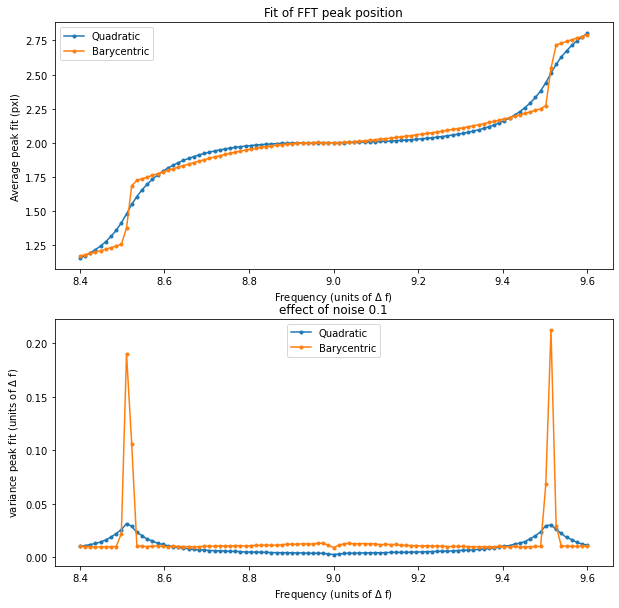 Fit of FFT peak position
Quadratic
Barycentric
Average peak fit (pxl)
2.75
2.50
2.25
2.00
1.75
1.50
1.25
8.4 8.6 8.8 9.0 9.2 9.4 9.6
Frequency (units of Δ f)
effect of noise 0.1
Quadratic
Barycentric
variance peak fit (units of Δ f)
0.20
0.15
0.10
0.05
0.00
8.4 8.6 8.8 9.0 9.2 9.4 9.6
Frequency (units of Δ f)